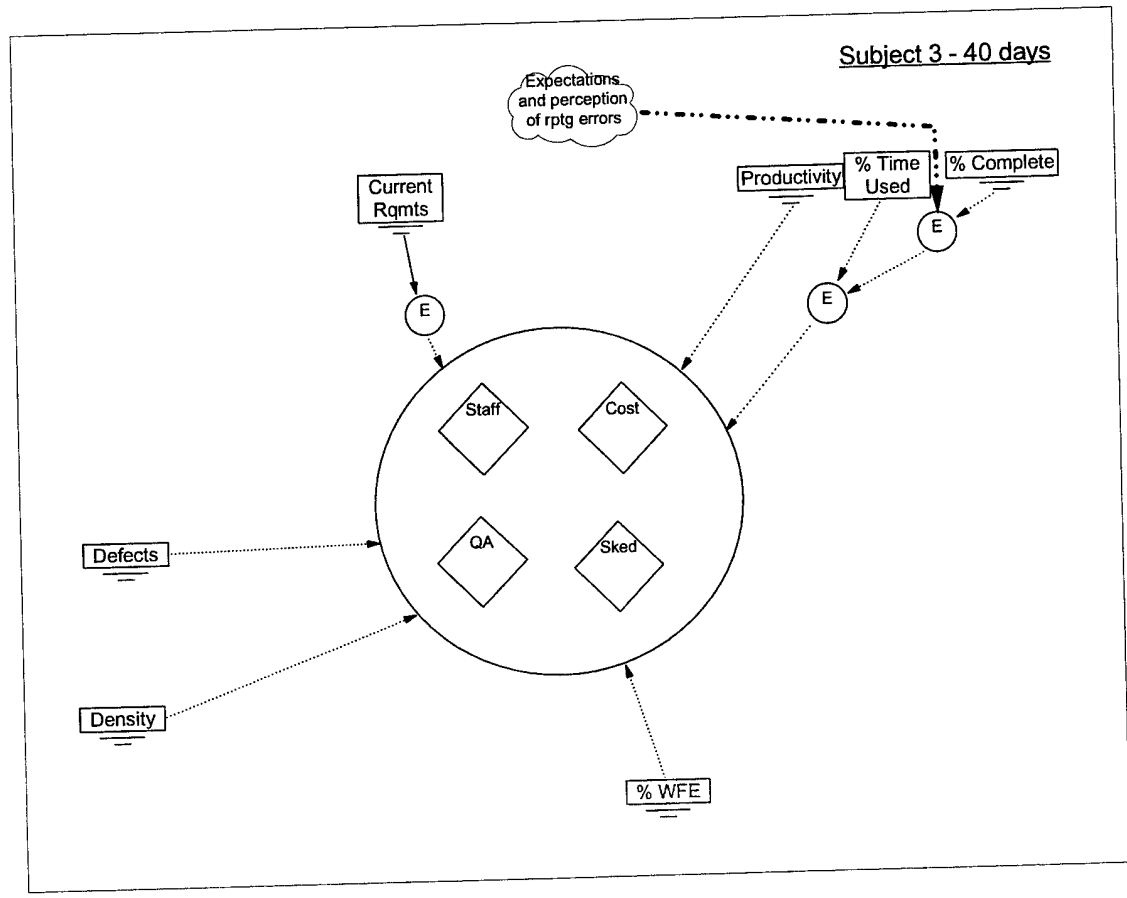 Subject 3 - 40 days
Expectations
and perception
of rptg errors
Current
Rqmts
Productivity
% Time
Used
% Complete
E
E
E
Staff
Cost
QA
Sked
Defects
Density
% WFE